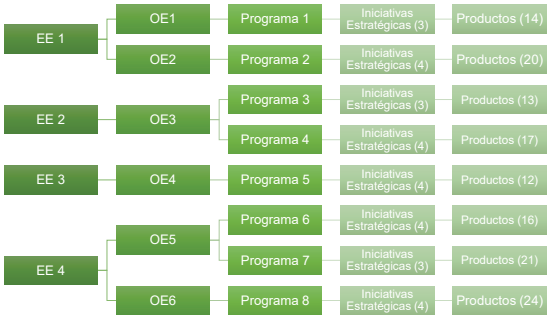 EE 1
OE1
Programa 1
Iniciativas
Estratégicas (3)
Productos (14)
OE2
Programa 2
Iniciativas
Estratégicas (4)
Productos (20)
EE 2
OE3
Programa 3
Iniciativas
Estratégicas (3)
Productos (13)
Programa 4
Iniciativas
Estratégicas (4)
Productos (17)
EE 3
OE4
Programa 5
Iniciativas
Estratégicas (4)
Productos (12)
EE 4
OE5
Programa 6
Iniciativas
Estratégicas (4)
Productos (16)
Programa 7
Iniciativas
Estratégicas (3)
Productos (21)
OE6
Programa 8
Iniciativas
Estratégicas (4)
Productos (24)